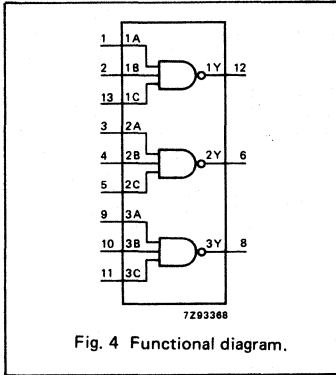 1 1A
2 1B 1Y 12
13 1C
3 2A
4 2B 2Y 6
5 2C
9 3A
10 3B 3Y 8
11 3C
7Z93368
Fig. 4 Functional diagram.